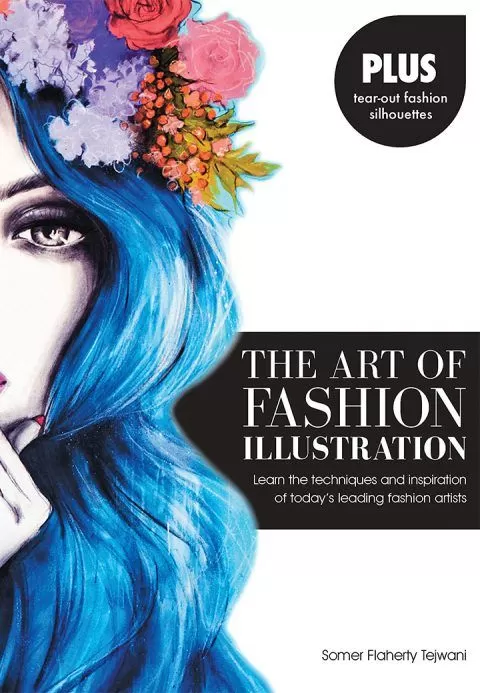 PLUS
tear-out fashion
silhouettes
THE ART OF
FASHION
ILLUSTRATION
Learn the techniques and inspiration
of today's leading fashion artists
Somer Flaherty Tejwani